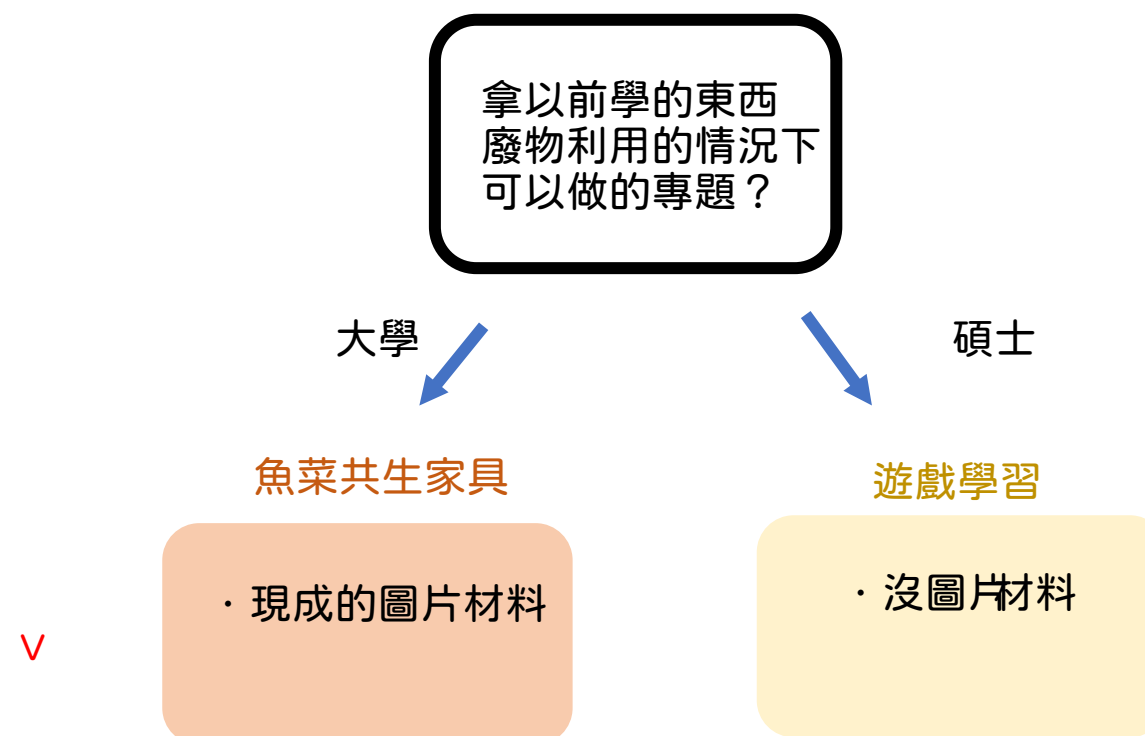 拿以前學的東西
廢物利用的情況下
可以做的專題？
大學
碩士
魚菜共生家具
遊戲學習
· 現成的圖片材料
· 沒圖片材料
V